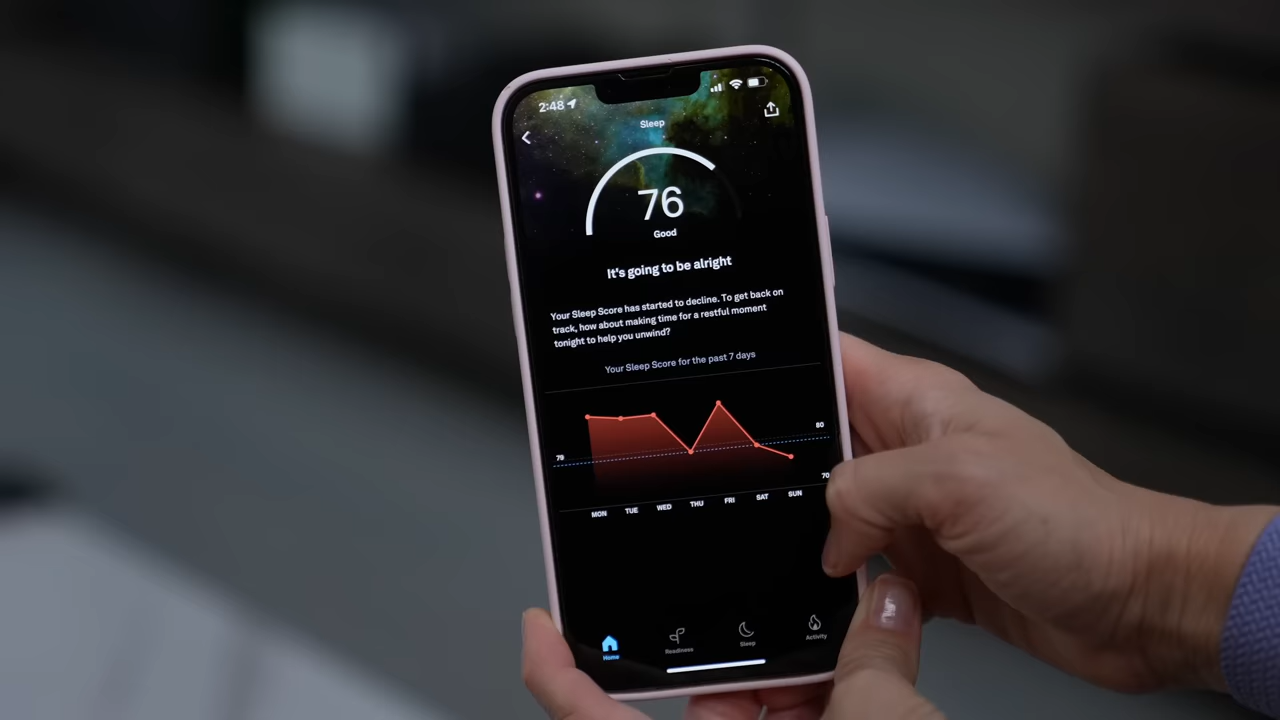 2:48
Sleep
76
Good
It's going to be alright
Your Sleep Score has started to decline. To get back on
track, how about making time for a restful moment
tonight to help you unwind?
Your Sleep Score for the past 7 days
80
79
70
MON TUE WED THU FRI SAT SUN
Home Readiness Sleep Activity